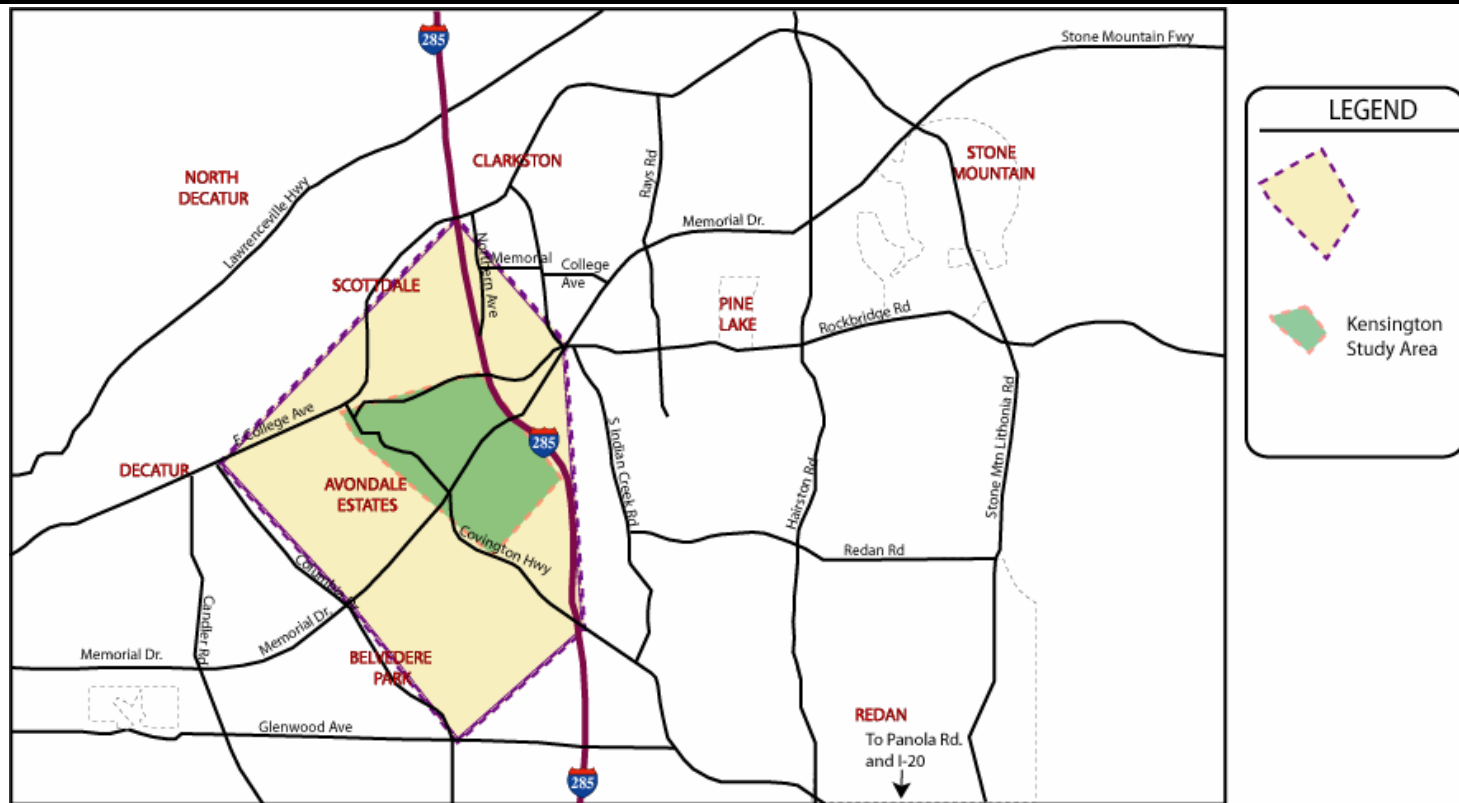 285
Stone Mountain Fwy
LEGEND
CLARKSTON
STONE
MOUNTAIN
NORTH
DECATUR
Rays Rd
Lawrenceville Hwy
Memorial Dr.
Northern Ave
Memorial
College
Ave
SCOTTDALE
PINE
LAKE
Rockbridge Rd
Kensington
Study Area
E College Ave
285
S Indian Creek Rd
Hairston Rd
Stone Mtn Lithonia Rd
DECATUR
AVONDALE
ESTATES
Covington Hwy
Redan Rd
Columbia Dr.
Candler Rd
Memorial Dr.
Memorial Dr.
BELVEDERE
PARK
Glenwood Ave
REDAN
To Panola Rd.
and I-20
285